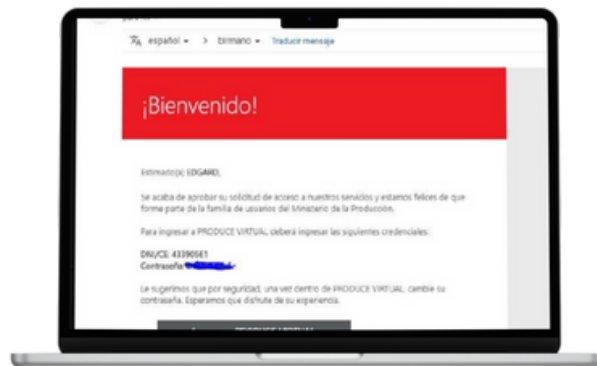 español > birmano Traducir mensaje
¡Bienvenido!
Estimado(a) EDGARD,
Se acaba de aprobar su solicitud de acceso a nuestros servicios y estamos felices de que
forme parte de la familia de usuarios del Ministerio de la Producción.
Para ingresar a PRODUCE VIRTUAL, deberá ingresar las siguientes credenciales:
DNI/CE: 43390561
Contraseña:
Le sugerimos que por seguridad, una vez dentro de PRODUCE VIRTUAL, cambie su
contraseña. Esperamos que disfrute de su experiencia.
PRODUCE VIRTUAL